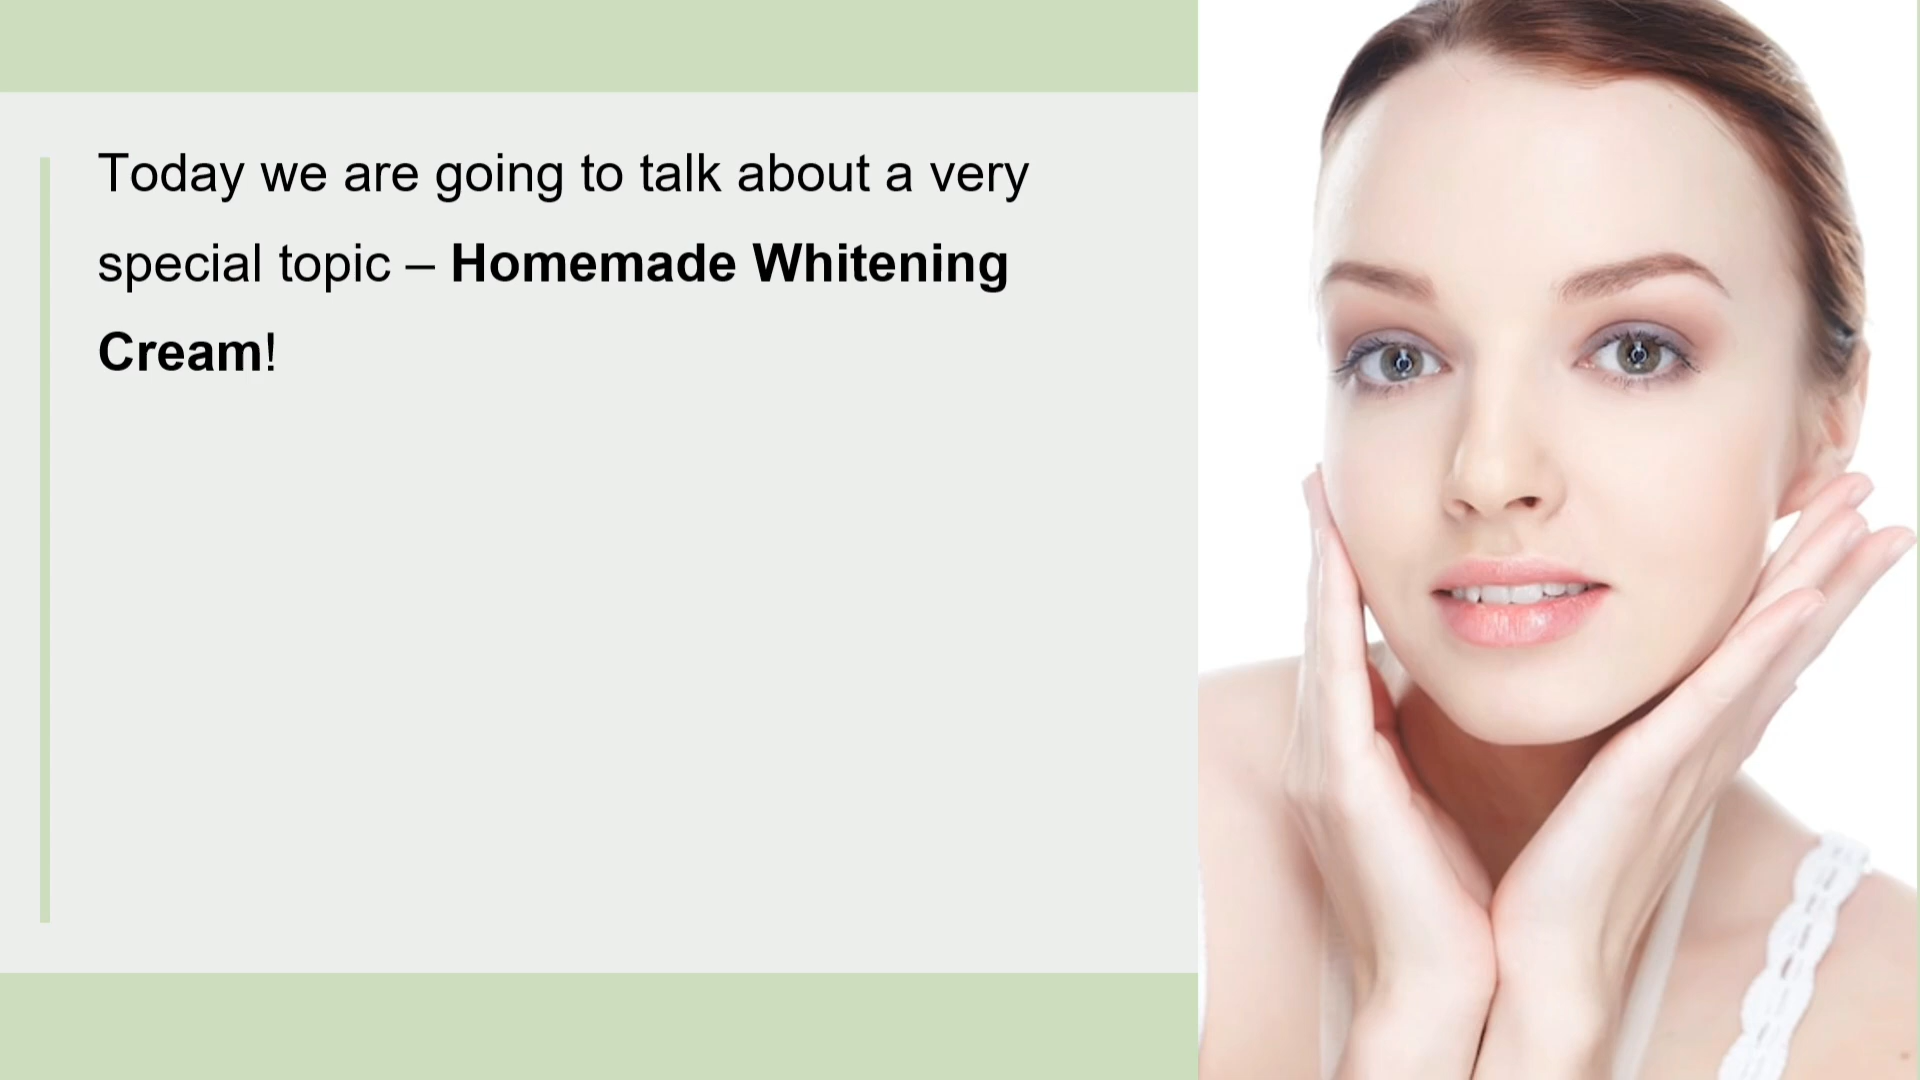 Today we are going to talk about a very
special topic – Homemade Whitening
Cream!